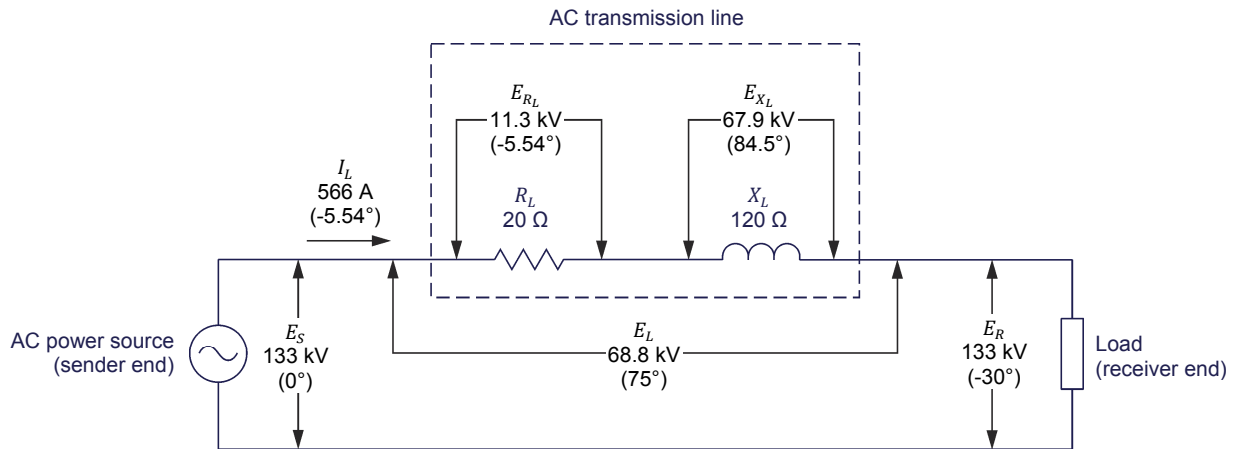 AC transmission line
E_{R_L}
11.3 kV
(-5.54°)
E_{X_L}
67.9 kV
(84.5°)
I_L
566 A
(-5.54°)
R_L
20 Ω
X_L
120 Ω
AC power source
(sender end)
E_S
133 kV
(0°)
E_L
68.8 kV
(75°)
E_R
133 kV
(-30°)
Load
(receiver end)